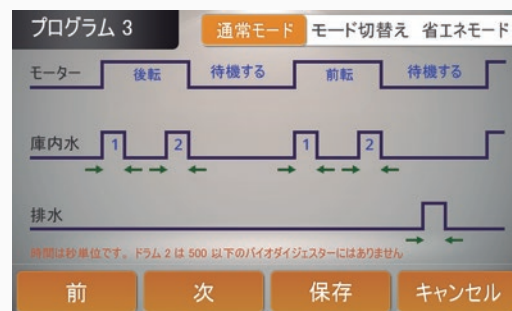 プログラム 3
通常モード モード切替え 省エネモード
モーター 後転 待機する 前転 待機する
庫内水 1 2 1 2
排水
時間は秒単位です。ドラム 2 は 500 以下のバイオダイジェスターにはありません
前 次 保存 キャンセル